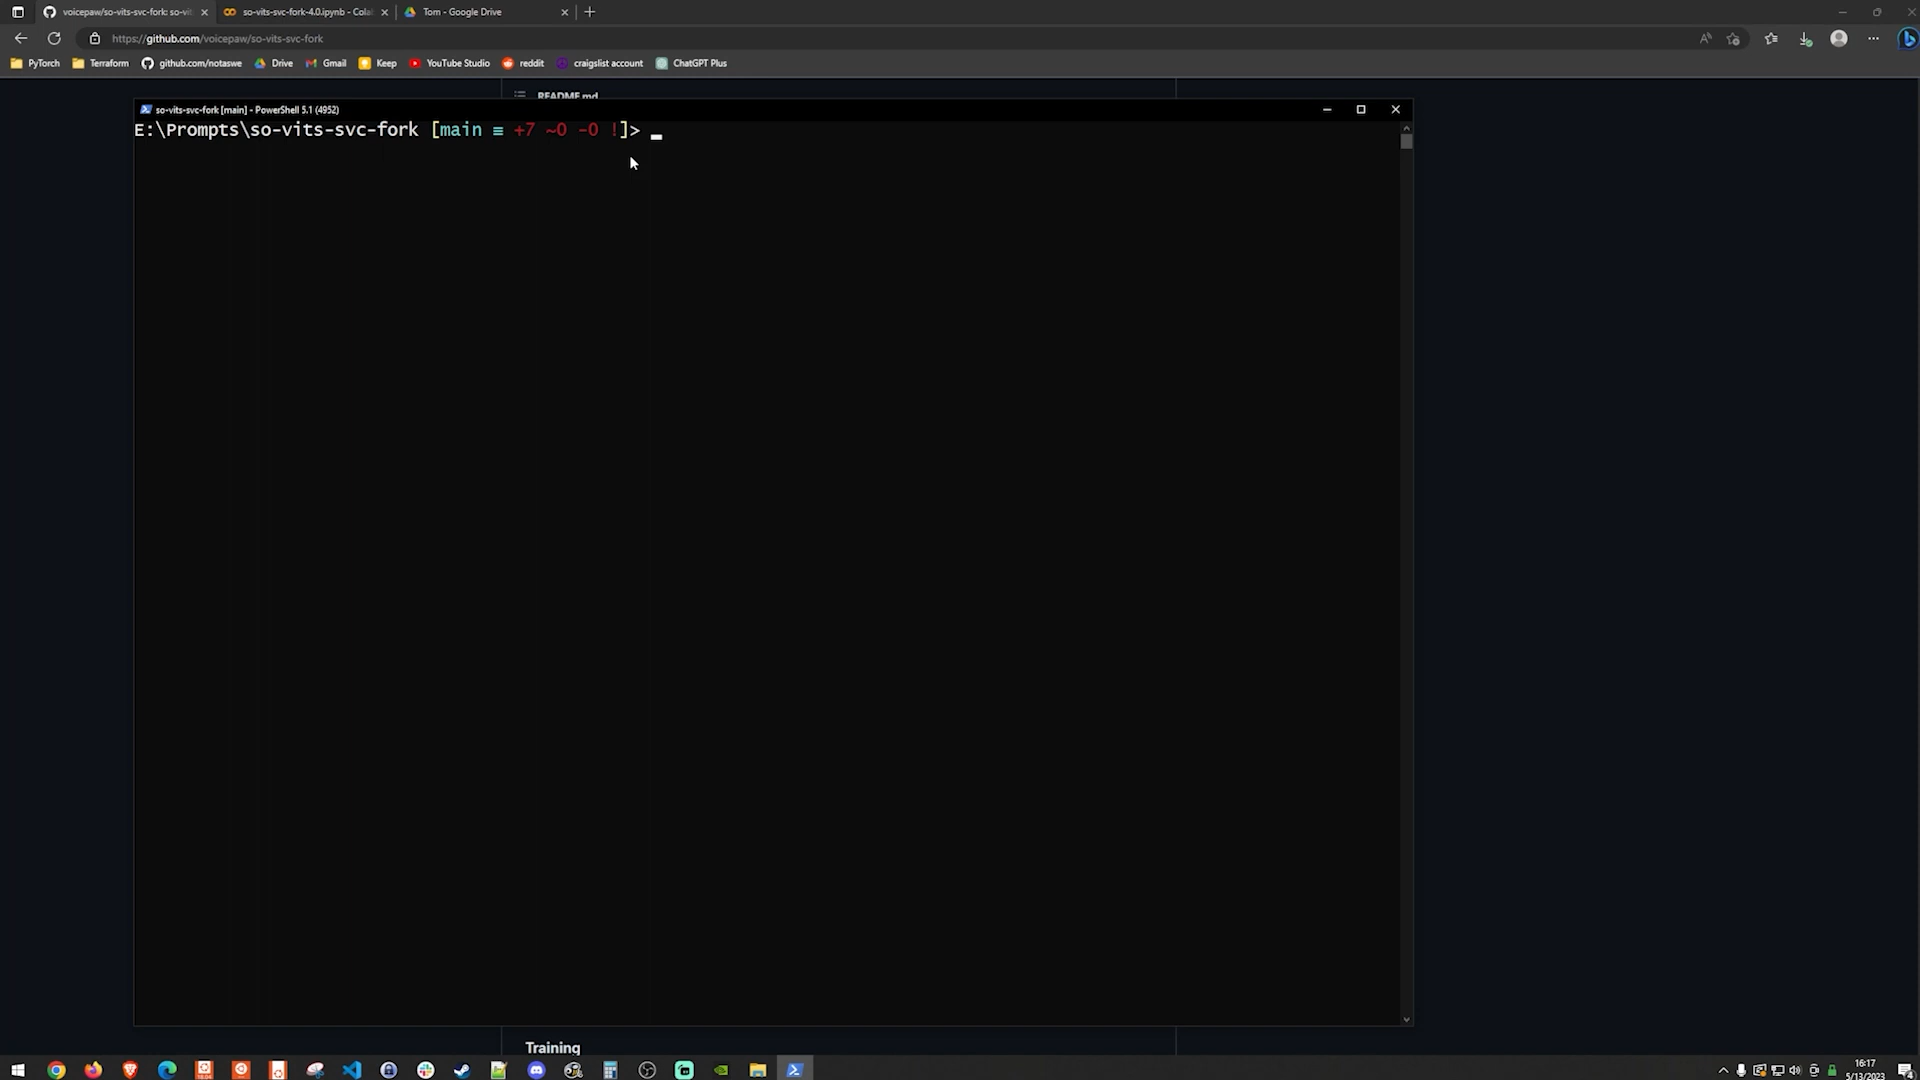 voicepaw/so-vits-svc-fork: so-vit
so-vits-svc-fork-4.0.ipynb - Cola
Tom - Google Drive
https://github.com/voicepaw/so-vits-svc-fork
PyTorch
Terraform
github.com/notaswe
Drive
Gmail
Keep
YouTube Studio
reddit
craigslist account
ChatGPT Plus
README.md
so-vits-svc-fork [main] - PowerShell 5.1 (4952)
E:\Prompts\so-vits-svc-fork [main ≡ +7 ~0 -0 !]>
Training
16:17
5/13/2023